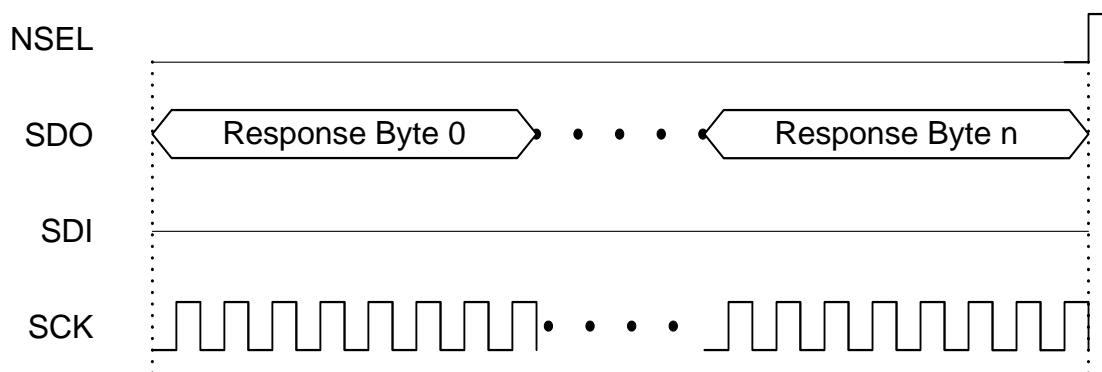 NSEL
SDO Response Byte 0 Response Byte n
SDI
SCK